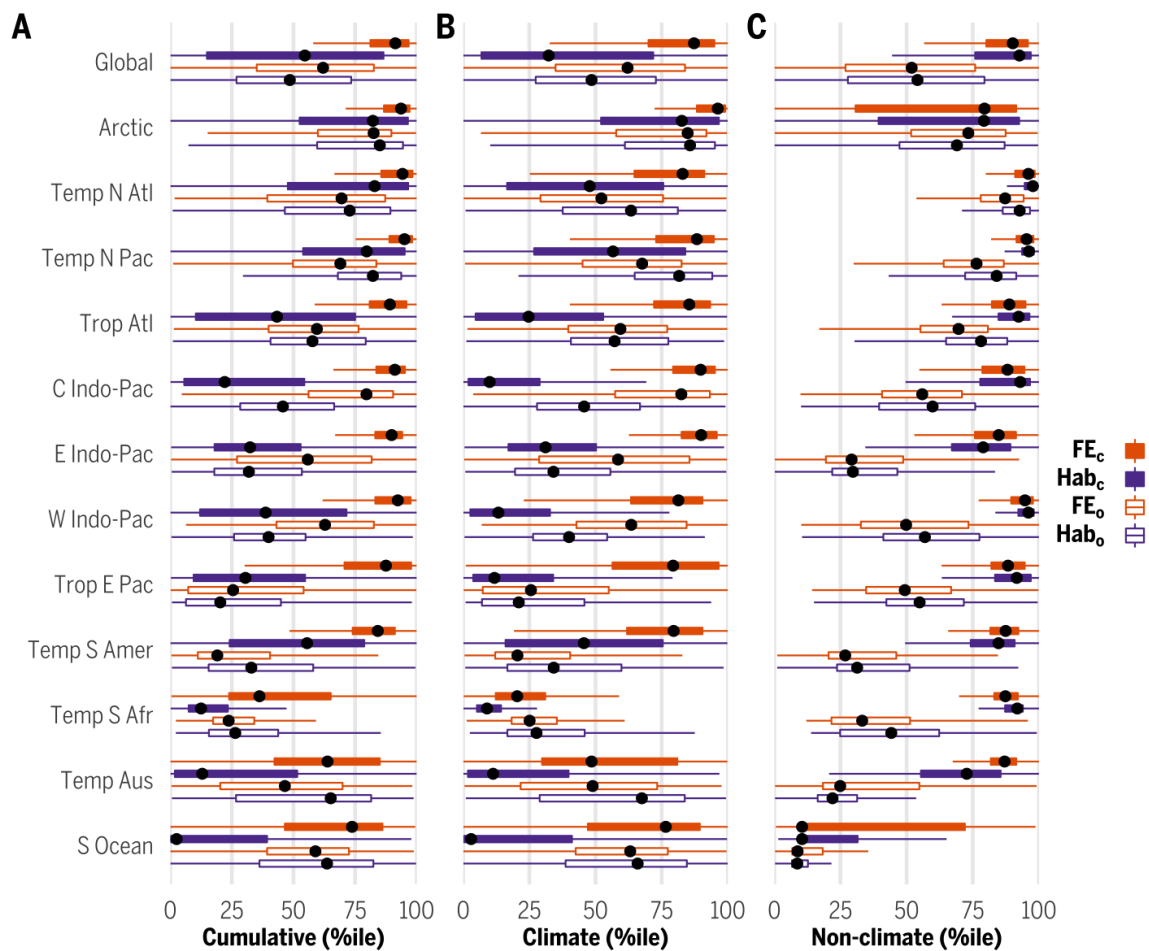 A B C
Global
Arctic
Temp N Atl
Temp N Pac
Trop Atl
C Indo-Pac
E Indo-Pac
W Indo-Pac
Trop E Pac
Temp S Amer
Temp S Afr
Temp Aus
S Ocean
FEc
Habc
FEo
Habo
0 25 50 75 100 0 25 50 75 100 0 25 50 75 100
Cumulative (%ile) Climate (%ile) Non-climate (%ile)